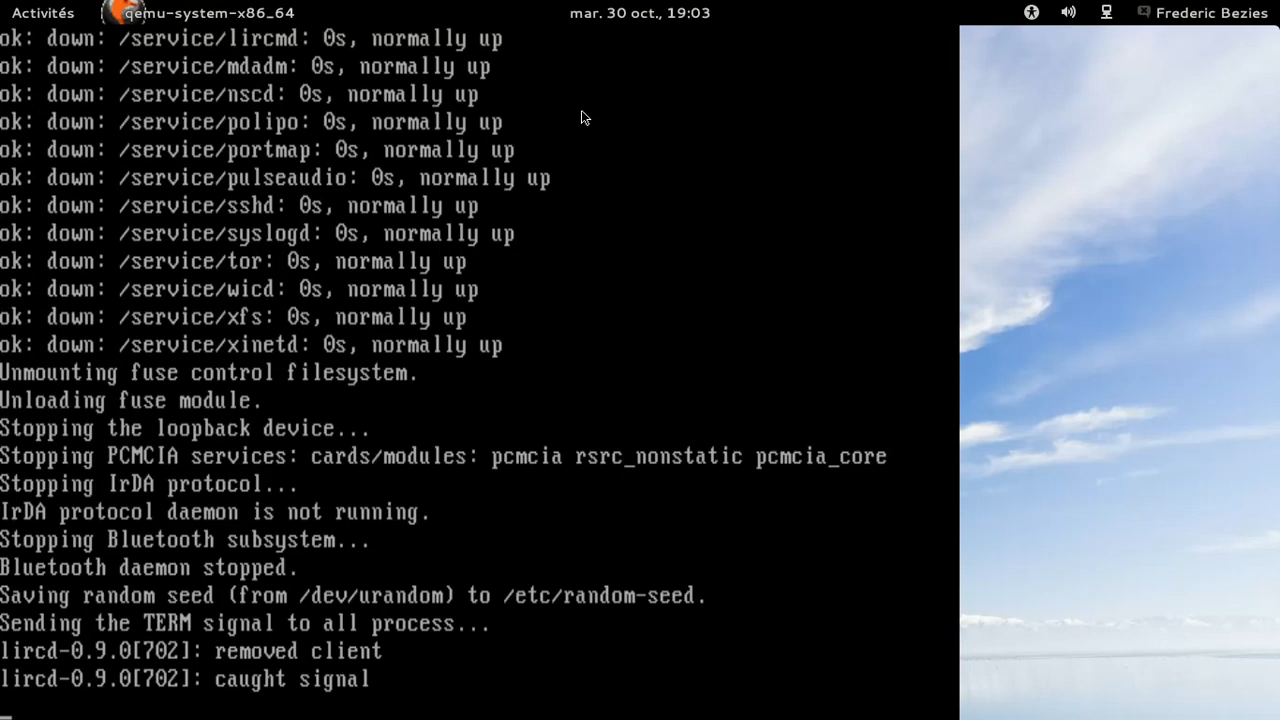 Activités qemu-system-x86_64 mar. 30 oct., 19:03 Frederic Bezies
ok: down: /service/lircmd: 0s, normally up
ok: down: /service/mdadm: 0s, normally up
ok: down: /service/nscd: 0s, normally up
ok: down: /service/polipo: 0s, normally up
ok: down: /service/portmap: 0s, normally up
ok: down: /service/pulseaudio: 0s, normally up
ok: down: /service/sshd: 0s, normally up
ok: down: /service/syslogd: 0s, normally up
ok: down: /service/tor: 0s, normally up
ok: down: /service/wicd: 0s, normally up
ok: down: /service/xfs: 0s, normally up
ok: down: /service/xinetd: 0s, normally up
Unmounting fuse control filesystem.
Unloading fuse module.
Stopping the loopback device...
Stopping PCMCIA services: cards/modules: pcmcia rsrc_nonstatic pcmcia_core
Stopping IrDA protocol...
IrDA protocol daemon is not running.
Stopping Bluetooth subsystem...
Bluetooth daemon stopped.
Saving random seed (from /dev/urandom) to /etc/random-seed.
Sending the TERM signal to all process...
lircd-0.9.0[702]: removed client
lircd-0.9.0[702]: caught signal